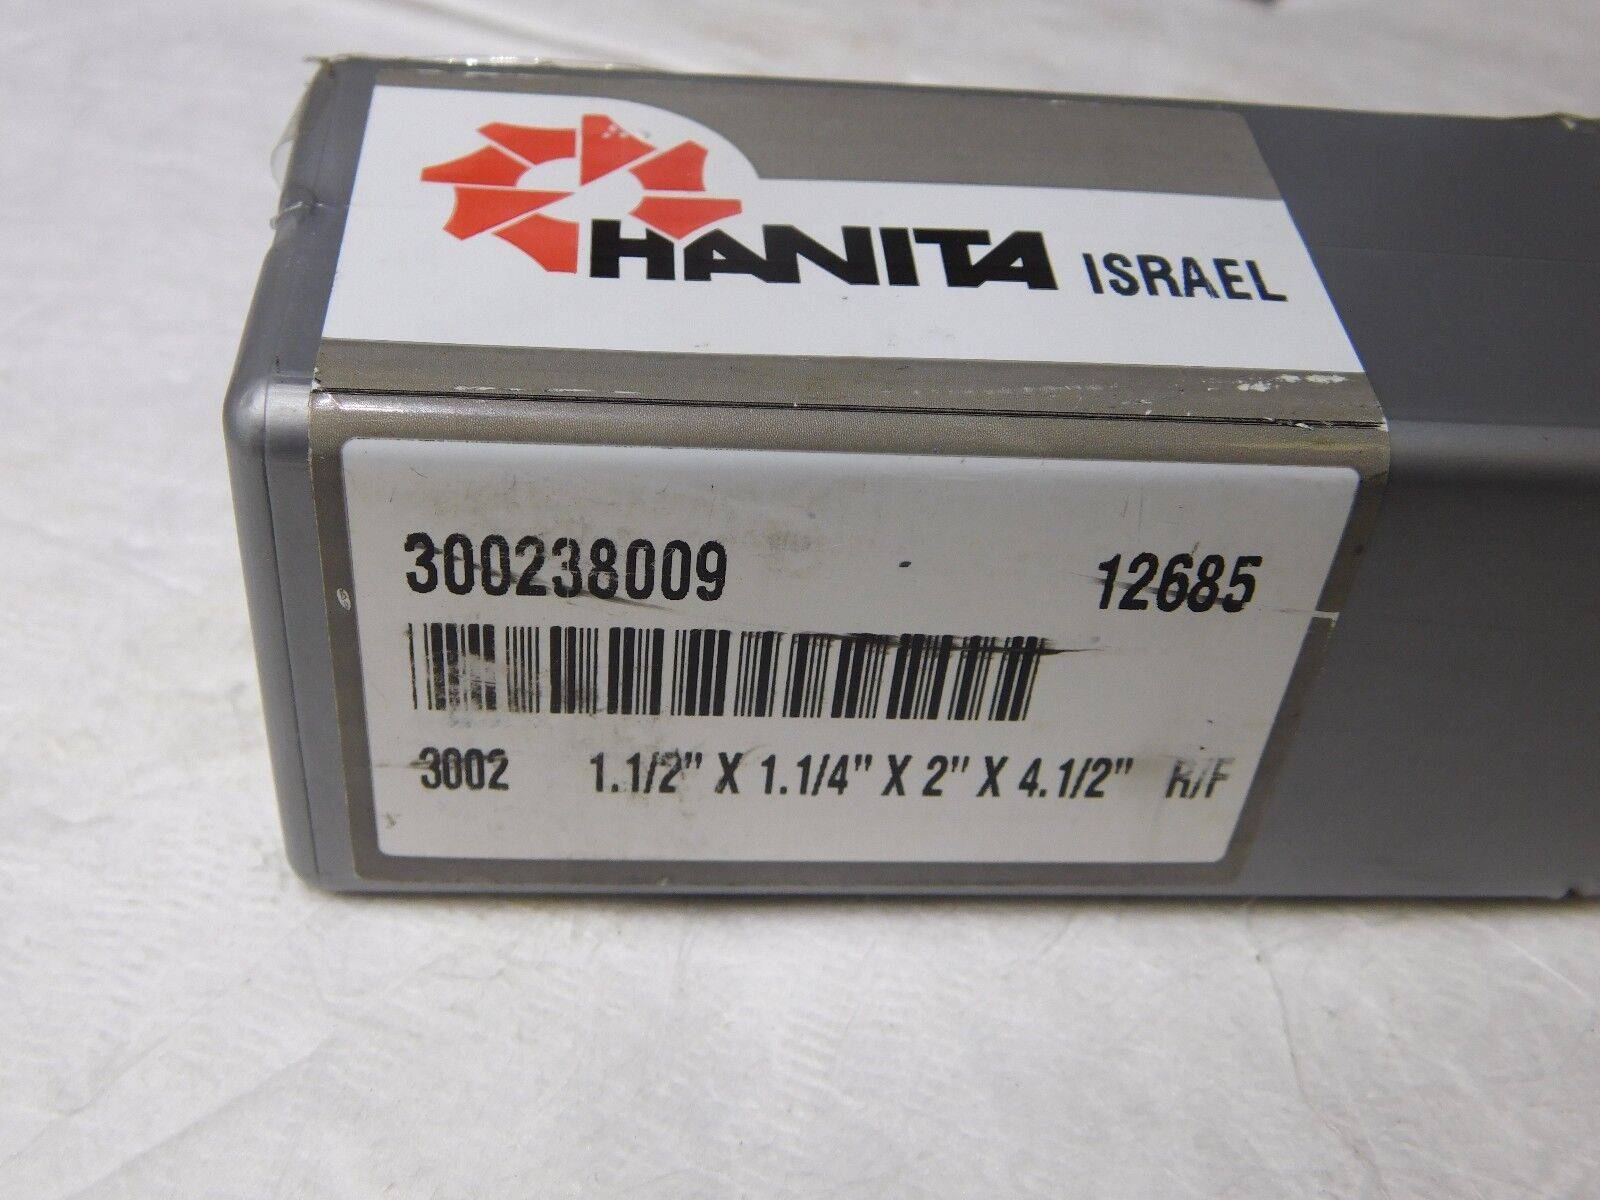 HANITA ISRAEL
300238009 12685
3002 1.1/2" X 1.1/4" X 2" X 4.1/2" R/F